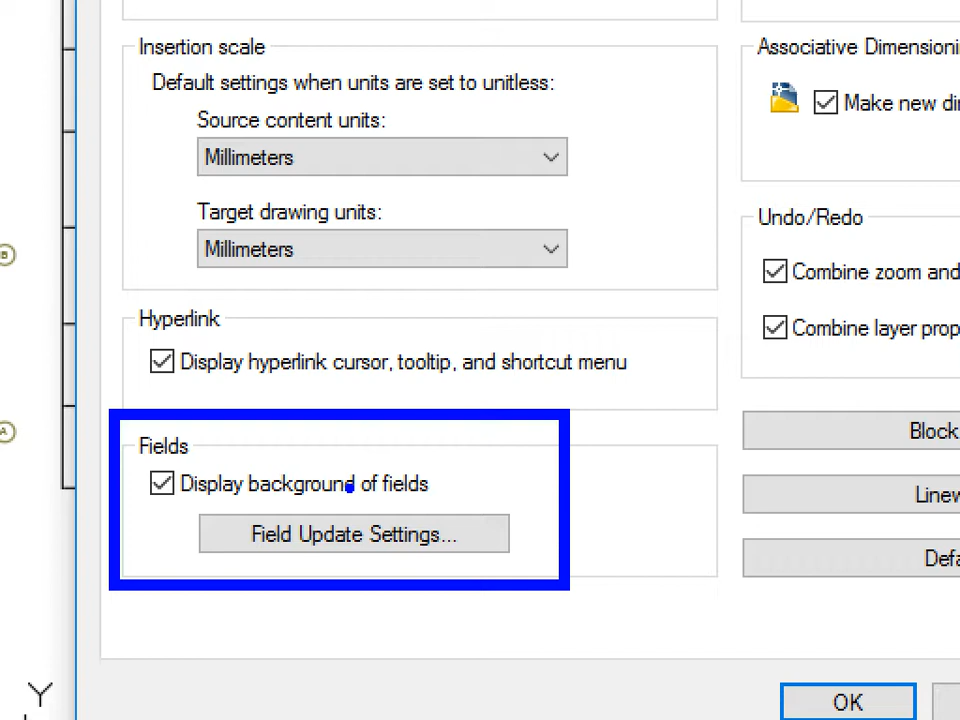 Insertion scale
Default settings when units are set to unitless:
Source content units:
Millimeters
Target drawing units:
Millimeters
Hyperlink
Display hyperlink cursor, tooltip, and shortcut menu
Fields
Display background of fields
Field Update Settings...
Associative Dimensioni
Make new di
Undo/Redo
Combine zoom and
Combine layer prop
Block
Linew
Defa
OK
B
A
Y